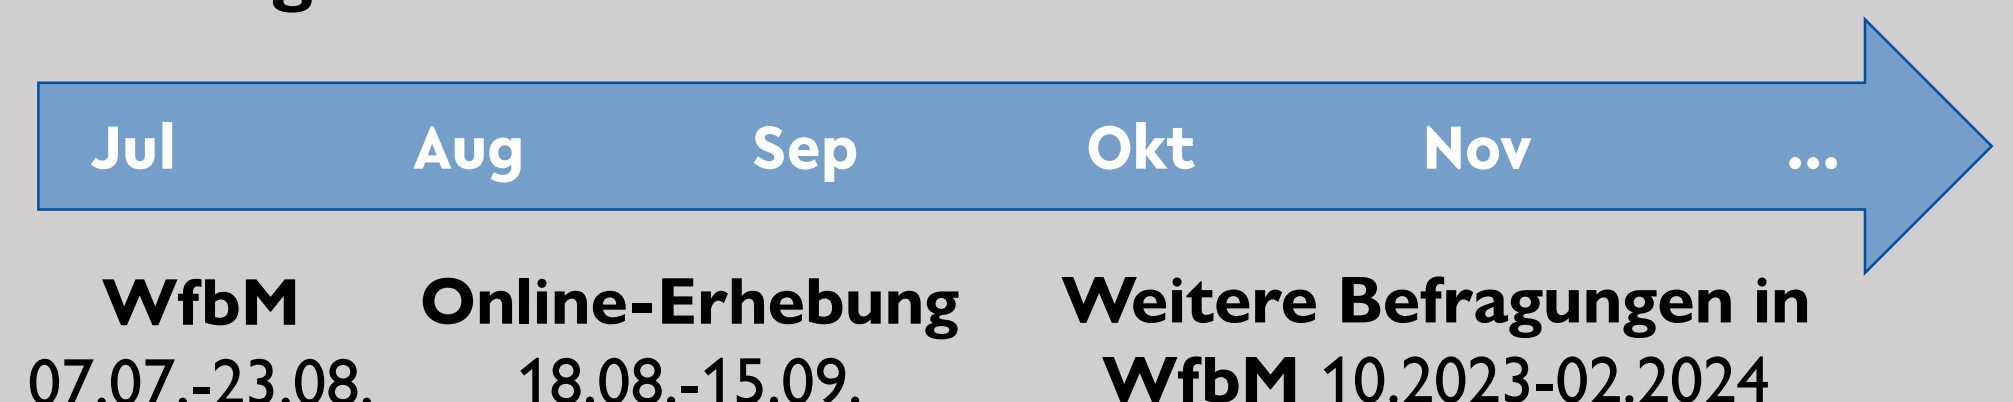 Jul Aug Sep Okt Nov ...
WfbM Online-Erhebung Weitere Befragungen in
07.07.-23.08. 18.08.-15.09. WfbM 10.2023-02.2024